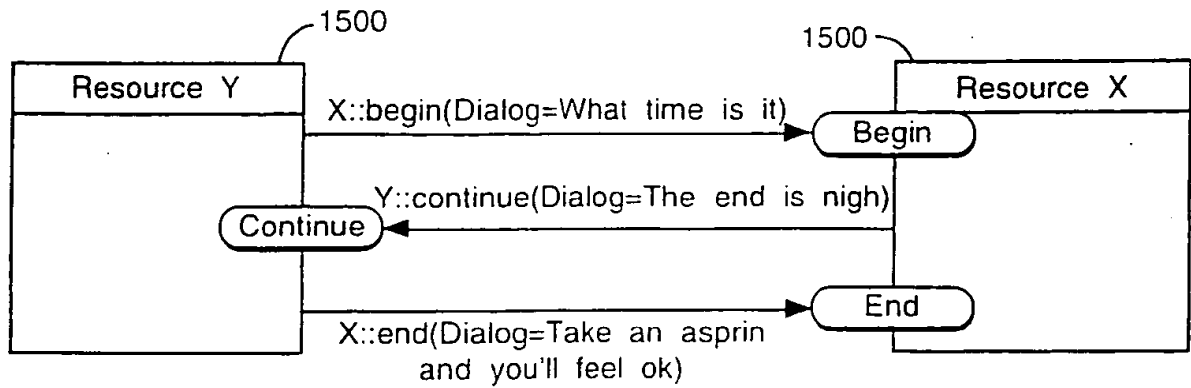 1500
1500
Resource Y
Resource X
X::begin(Dialog=What time is it)
Begin
Y::continue(Dialog=The end is nigh)
Continue
End
X::end(Dialog=Take an asprin
and you'll feel ok)